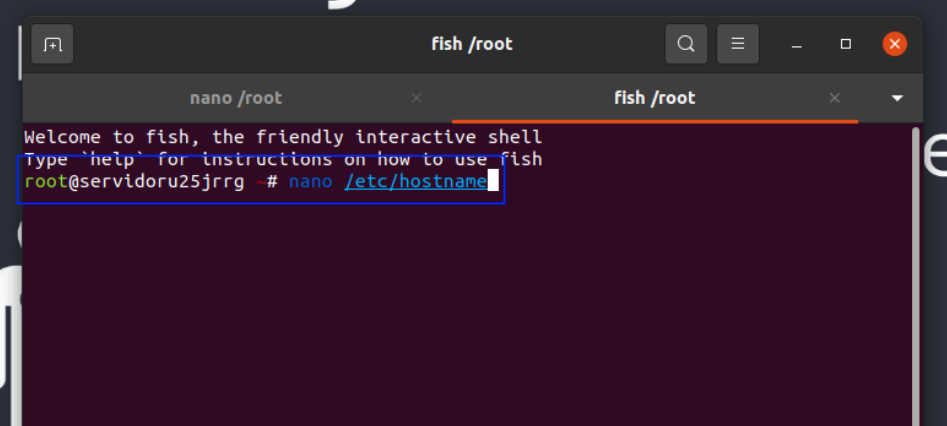 fish /root
nano /root
fish /root
Welcome to fish, the friendly interactive shell
Type `help` for instructions on how to use fish
root@servidoru25jrrg ~# nano /etc/hostname